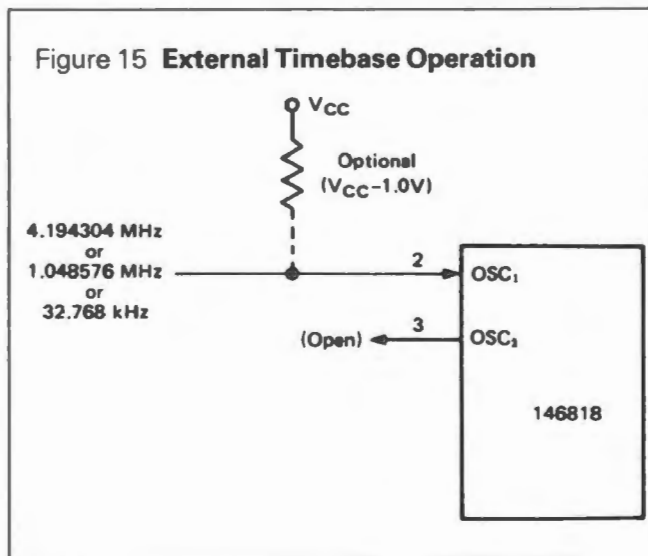 Figure 15 External Timebase Operation
VCC
Optional
(VCC-1.0V)
4.194304 MHz
or
1.048576 MHz
or
32.768 kHz
2
OSC₁
(Open)
3
OSC₂
146818